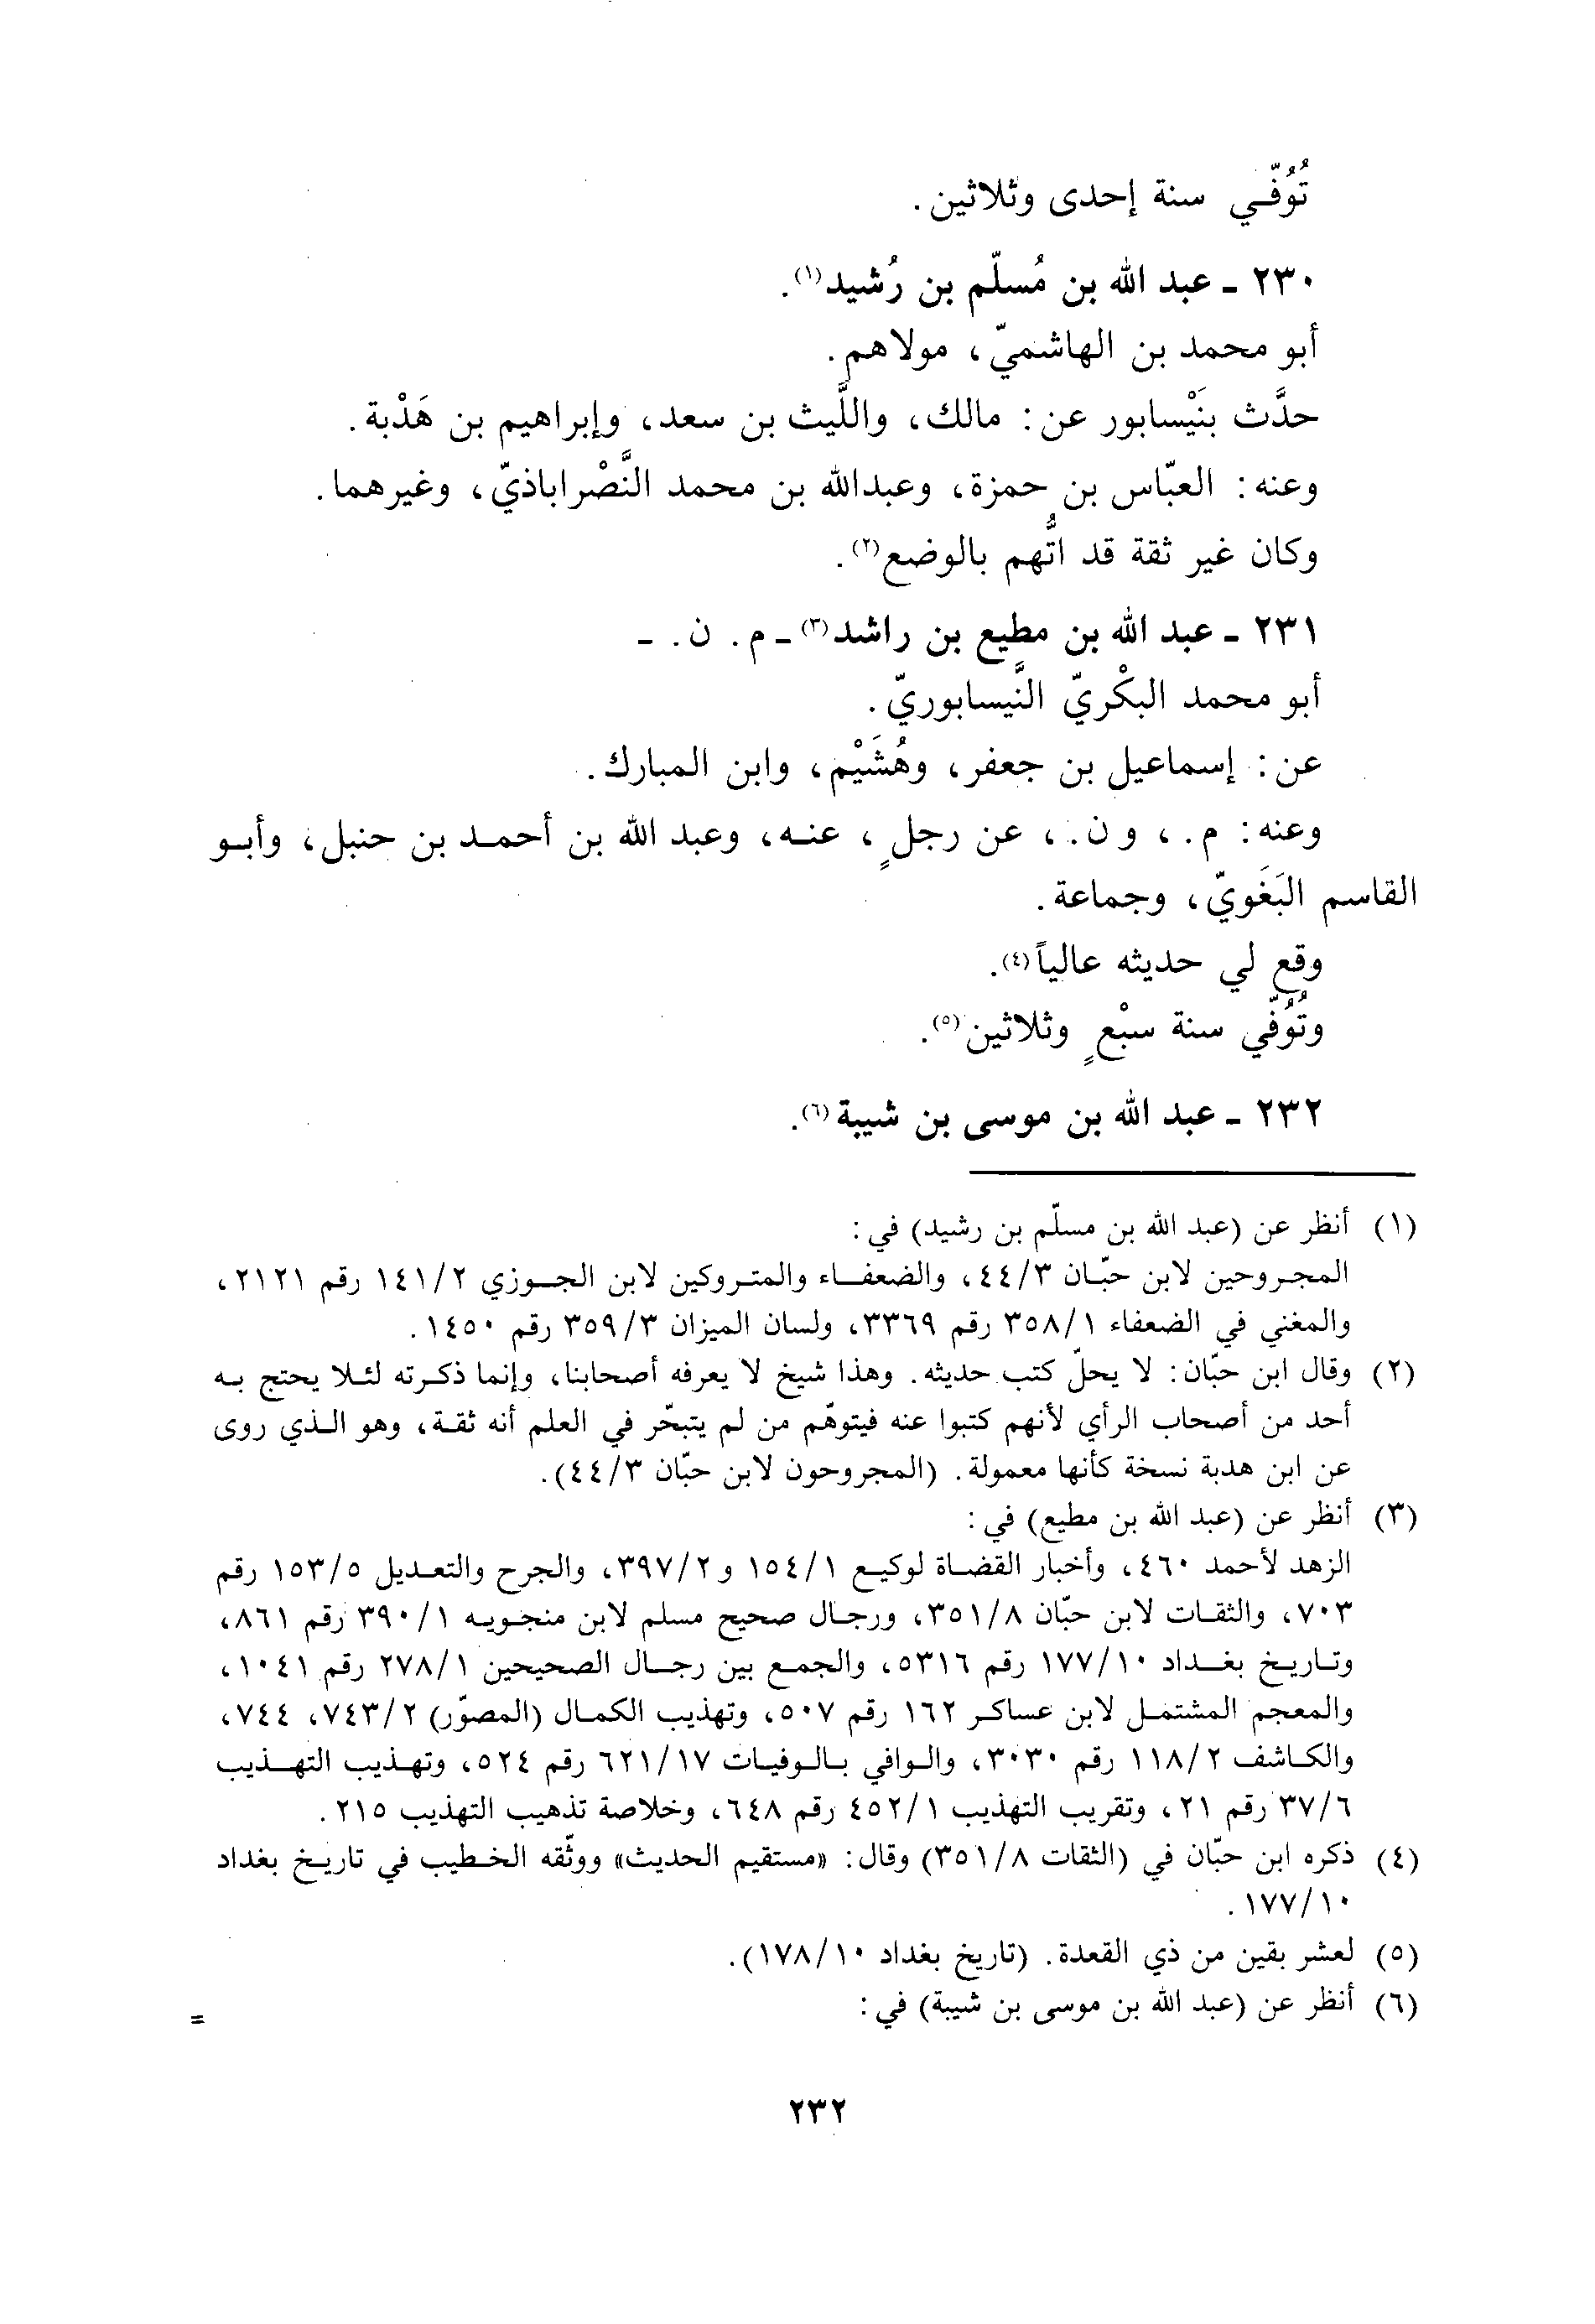 تُوُفّي سنة إحدى وثلاثين.
٢٣٠ ـ عبد الله بن مُسلّم بن رُشيد(١).
أبو محمد بن الهاشميّ، مولاهم.
حدَّث بنَيْسابور عن: مالك، واللَّيث بن سعد، وإبراهيم بن هَدْبة.
وعنه: العبّاس بن حمزة، وعبدالله بن محمد النَّصْراباذيّ، وغيرهما.
وكان غير ثقة قد اتُّهم بالوضع(٢).
٢٣١ ـ عبد الله بن مطيع بن راشد(٣) ـ م. ن. ـ
أبو محمد البكْريّ النَّيسابوريّ.
عن: إسماعيل بن جعفر، وهُشَيْم، وابن المبارك.
وعنه: م.، ون.، عن رجلٍ، عنه، وعبد الله بن أحمد بن حنبل، وأبو
القاسم البَغَويّ، وجماعة.
وقع لي حديثه عالياً(٤).
وتُوُفّي سنة سبْعٍ وثلاثين(٥).
٢٣٢ ـ عبد الله بن موسى بن شيبة(٦).
(١) أنظر عن (عبد الله بن مسلّم بن رشيد) في:
المجروحين لابن حبّان ٤٤/٣، والضعفاء والمتروكين لابن الجوزي ١٤١/٢ رقم ٢١٢١،
والمغني في الضعفاء ٣٥٨/١ رقم ٣٣٦٩، ولسان الميزان ٣٥٩/٣ رقم ١٤٥٠.
(٢) وقال ابن حبّان: لا يحلّ كتب حديثه. وهذا شيخ لا يعرفه أصحابنا، وإنما ذكرته لئلا يحتج به
أحد من أصحاب الرأي لأنهم كتبوا عنه فيتوهّم من لم يتبحّر في العلم أنه ثقة، وهو الذي روى
عن ابن هدبة نسخة كأنها معمولة. (المجروحون لابن حبّان ٤٤/٣).
(٣) أنظر عن (عبد الله بن مطيع) في:
الزهد لأحمد ٤٦٠، وأخبار القضاة لوكيع ١٥٤/١ و٣٩٧/٢، والجرح والتعديل ١٥٣/٥ رقم
٧٠٣، والثقات لابن حبّان ٣٥١/٨، ورجال صحيح مسلم لابن منجويه ٣٩٠/١ رقم ٨٦١،
وتاريخ بغداد ١٧٧/١٠ رقم ٥٣١٦، والجمع بين رجال الصحيحين ٢٧٨/١ رقم ١٠٤١،
والمعجم المشتمل لابن عساكر ١٦٢ رقم ٥٠٧، وتهذيب الكمال (المصوّر) ٧٤٣/٢، ٧٤٤،
والكاشف ١١٨/٢ رقم ٣٠٣٠، والوافي بالوفيات ٦٢١/١٧ رقم ٥٢٤، وتهذيب التهذيب
٣٧/٦ رقم ٢١، وتقريب التهذيب ٤٥٢/١ رقم ٦٤٨، وخلاصة تذهيب التهذيب ٢١٥.
(٤) ذكره ابن حبّان في (الثقات ٣٥١/٨) وقال: «مستقيم الحديث» ووثّقه الخطيب في تاريخ بغداد
١٧٧/١٠.
(٥) لعشر بقين من ذي القعدة. (تاريخ بغداد ١٧٨/١٠).
(٦) أنظر عن (عبد الله بن موسى بن شيبة) في:
=
٢٣٢